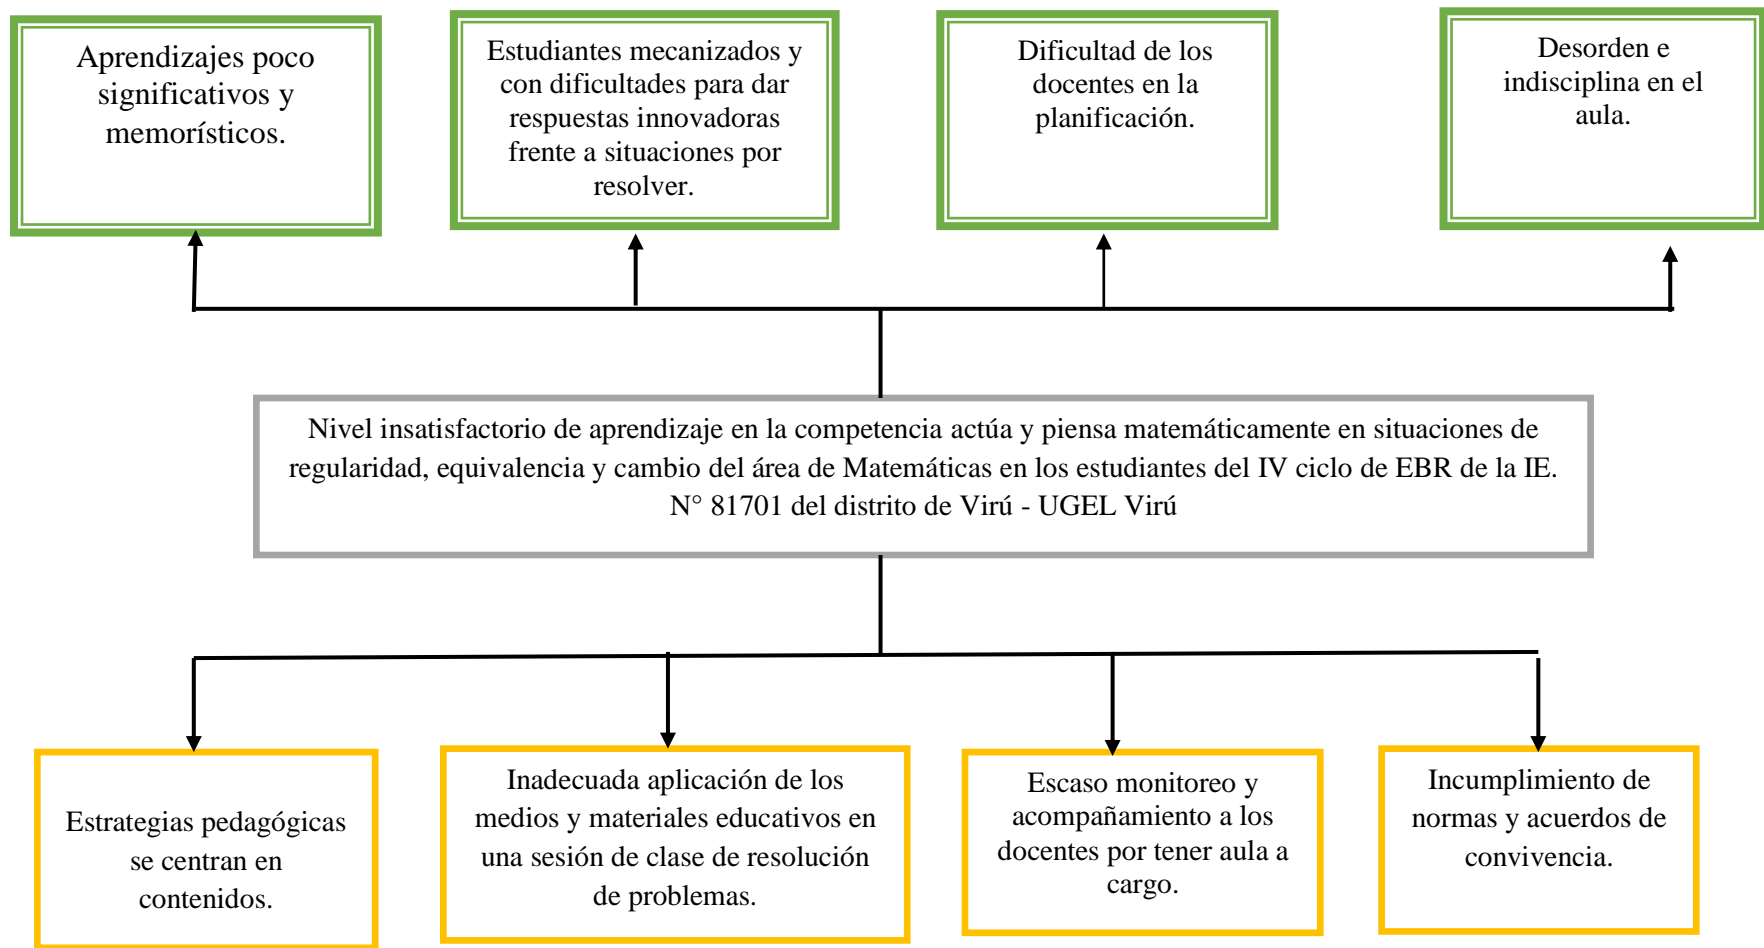 Aprendizajes poco
significativos y
memorísticos.
Estudiantes mecanizados y
con dificultades para dar
respuestas innovadoras
frente a situaciones por
resolver.
Dificultad de los
docentes en la
planificación.
Desorden e
indisciplina en el
aula.
Nivel insatisfactorio de aprendizaje en la competencia actúa y piensa matemáticamente en situaciones de
regularidad, equivalencia y cambio del área de Matemáticas en los estudiantes del IV ciclo de EBR de la IE.
N° 81701 del distrito de Virú - UGEL Virú
Estrategias pedagógicas
se centran en
contenidos.
Inadecuada aplicación de los
medios y materiales educativos en
una sesión de clase de resolución
de problemas.
Escaso monitoreo y
acompañamiento a los
docentes por tener aula a
cargo.
Incumplimiento de
normas y acuerdos de
convivencia.